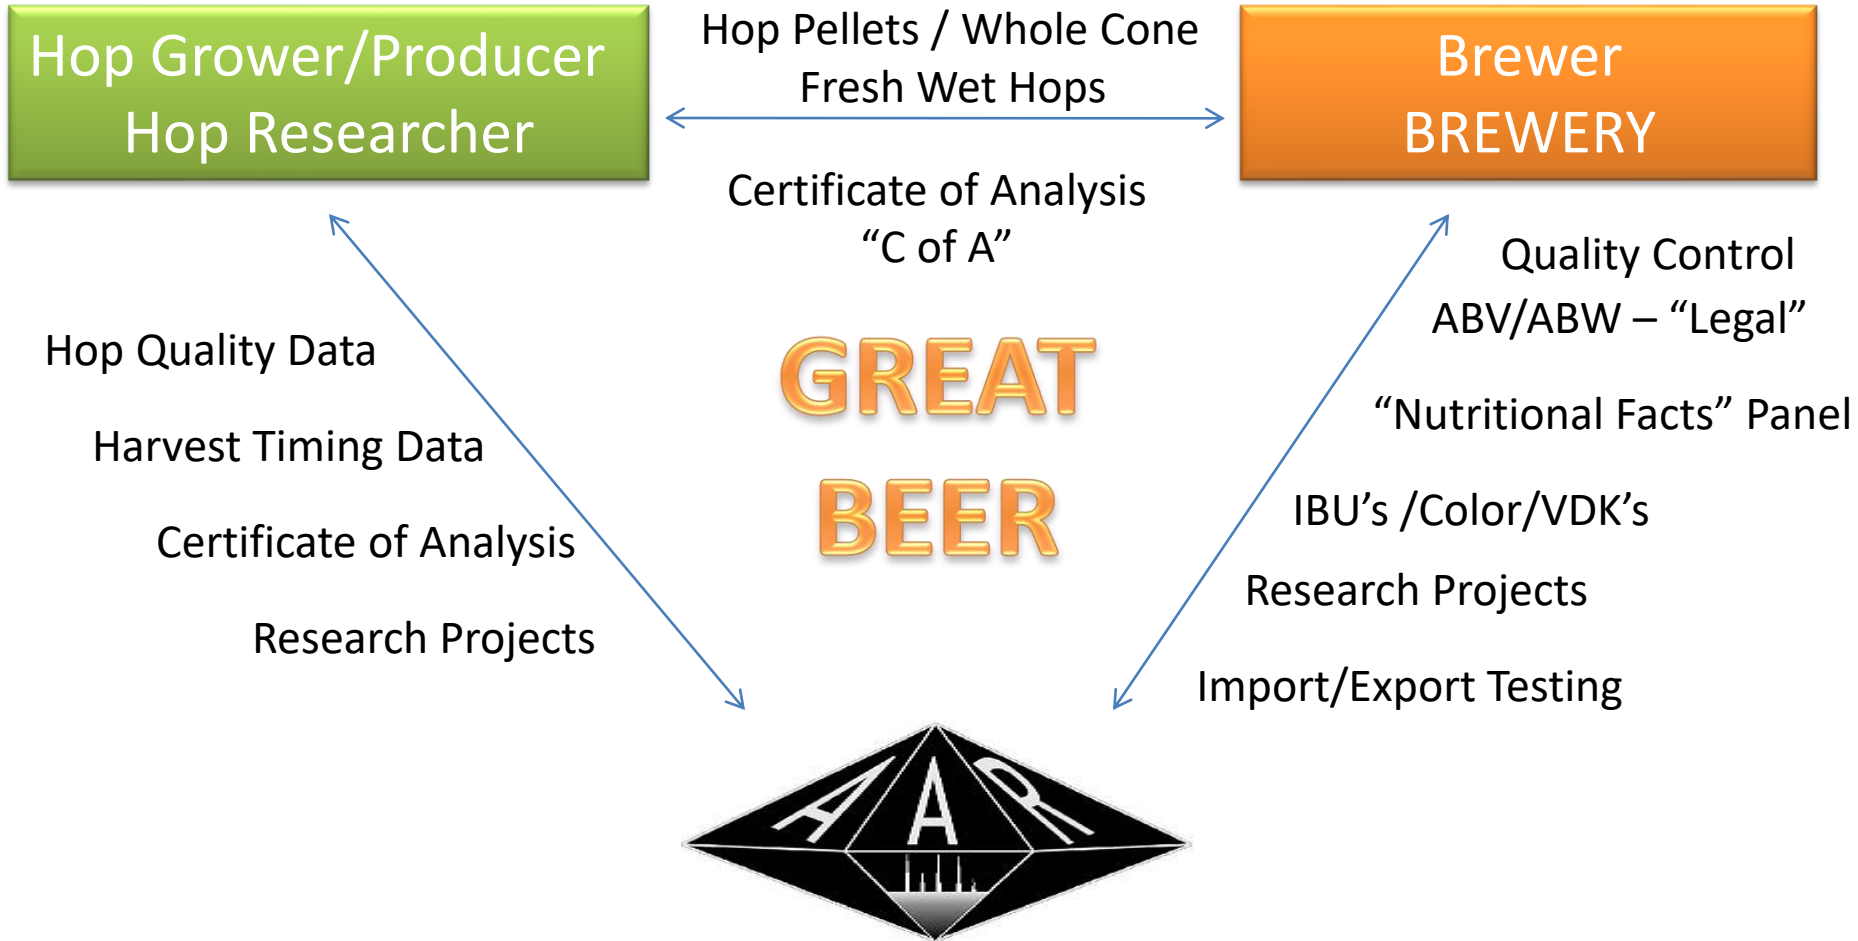 Hop Grower/Producer
Hop Researcher
Hop Pellets / Whole Cone
Fresh Wet Hops
Brewer
BREWERY
Certificate of Analysis
“C of A”
Quality Control
ABV/ABW – “Legal”
“Nutritional Facts” Panel
IBU’s /Color/VDK’s
Research Projects
Import/Export Testing
Hop Quality Data
Harvest Timing Data
Certificate of Analysis
Research Projects
GREAT
BEER
AAR